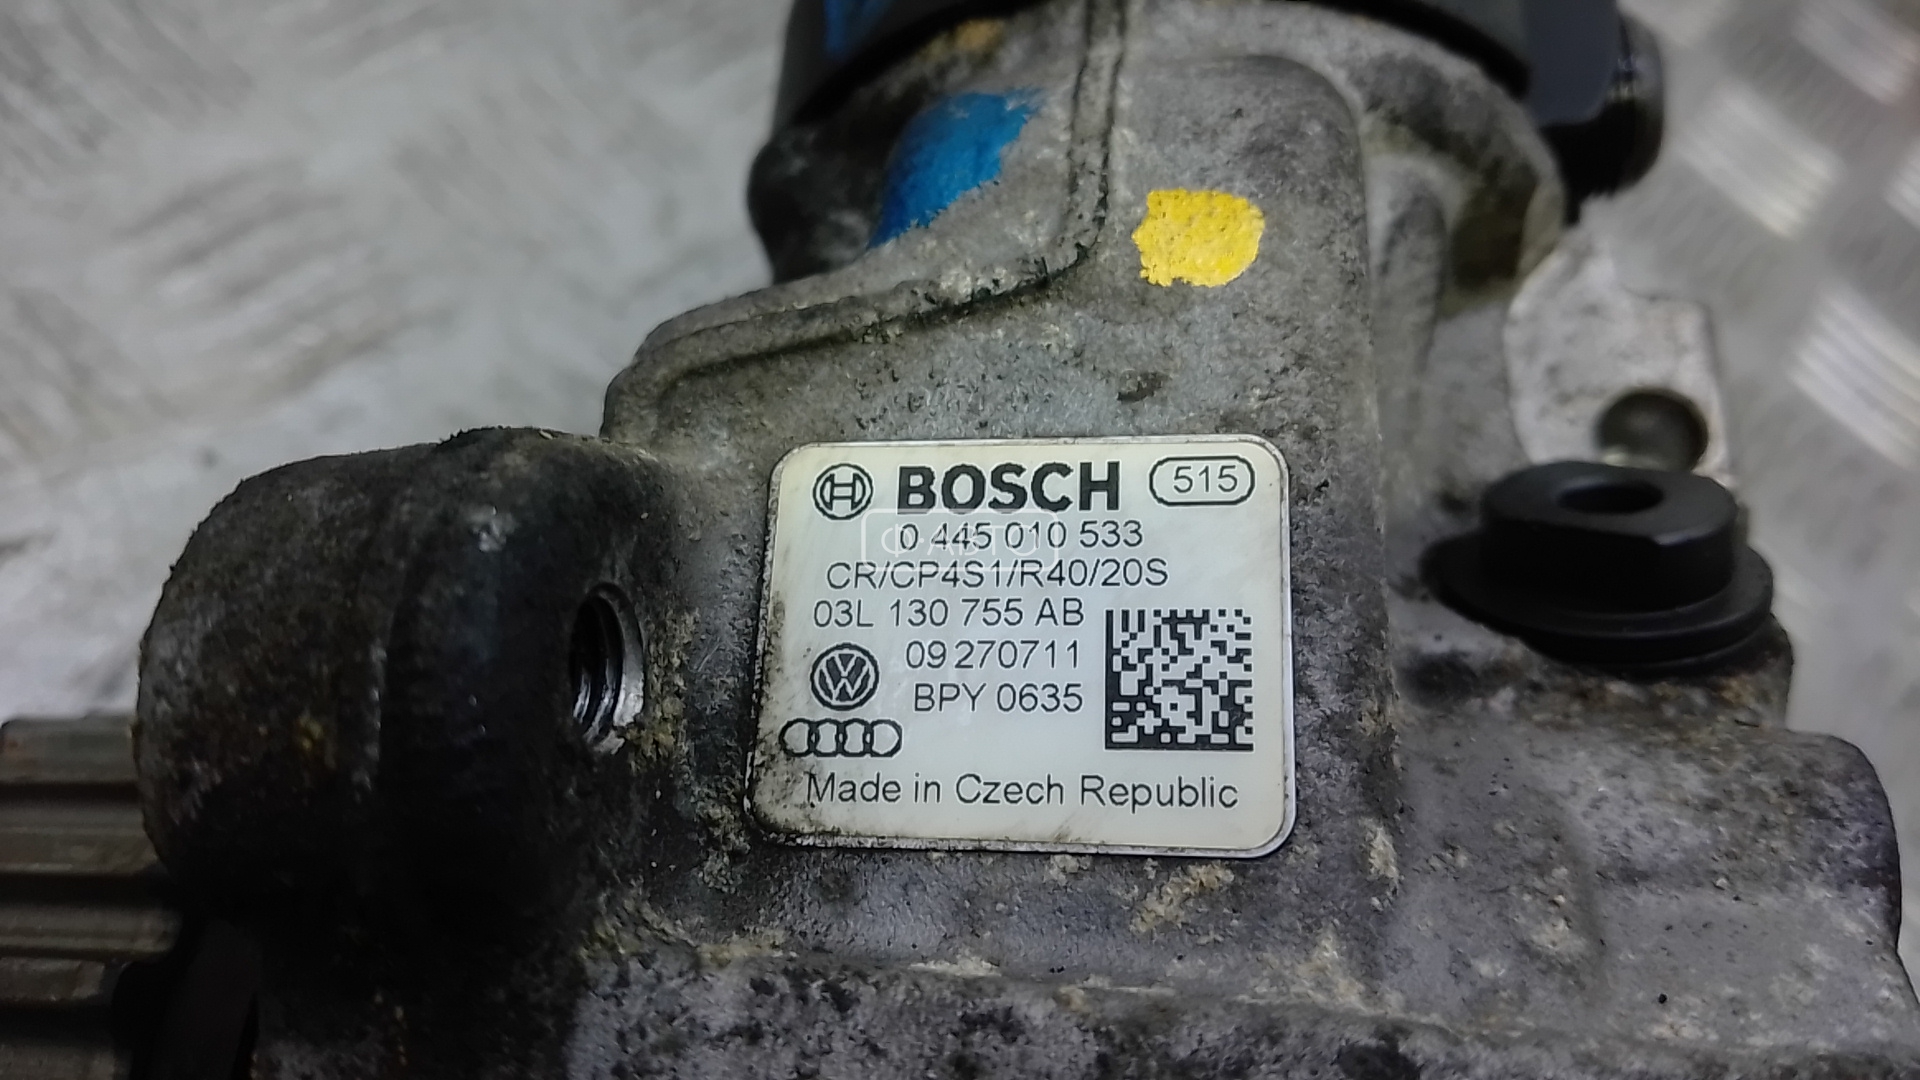 BOSCH 515
0 445 010 533
CR/CP4S1/R40/20S
03L 130 755 AB
09 270711
BPY 0635
Made in Czech Republic